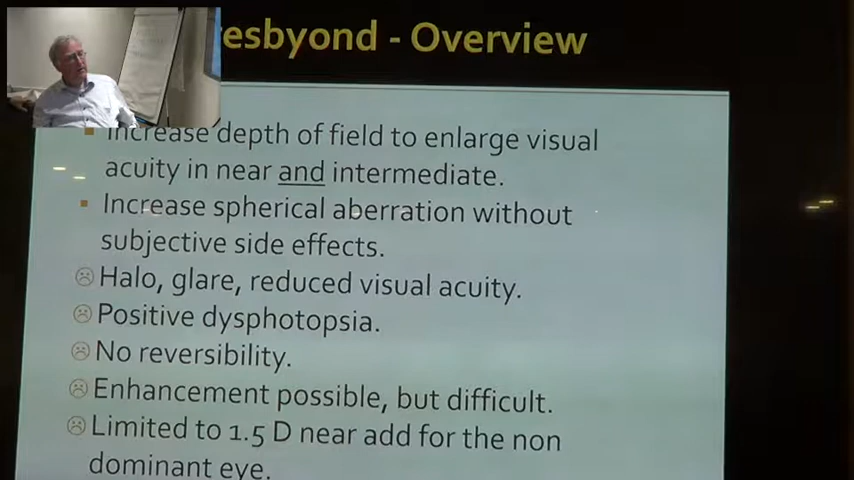 esbyond - Overview
Increase depth of field to enlarge visual
acuity in near and intermediate.
Increase spherical aberration without
subjective side effects.
Halo, glare, reduced visual acuity.
Positive dysphotopsia.
No reversibility.
Enhancement possible, but difficult.
Limited to 1.5 D near add for the non
dominant eye.